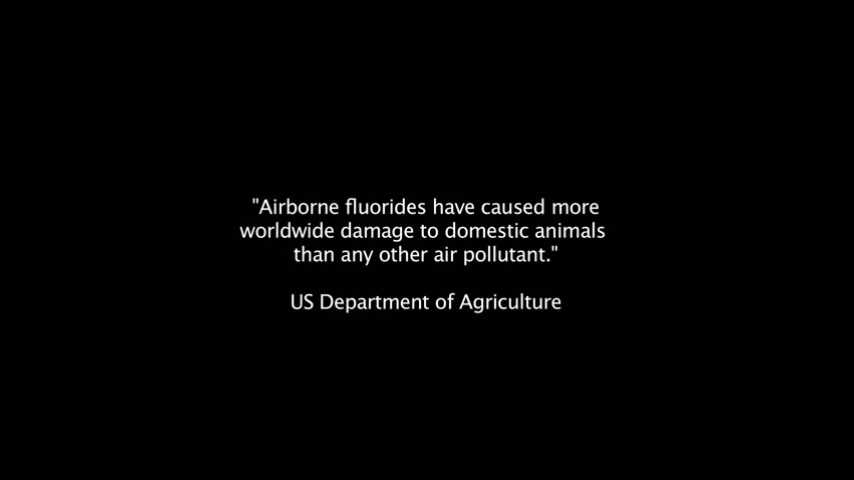 "Airborne fluorides have caused more
worldwide damage to domestic animals
than any other air pollutant."
US Department of Agriculture